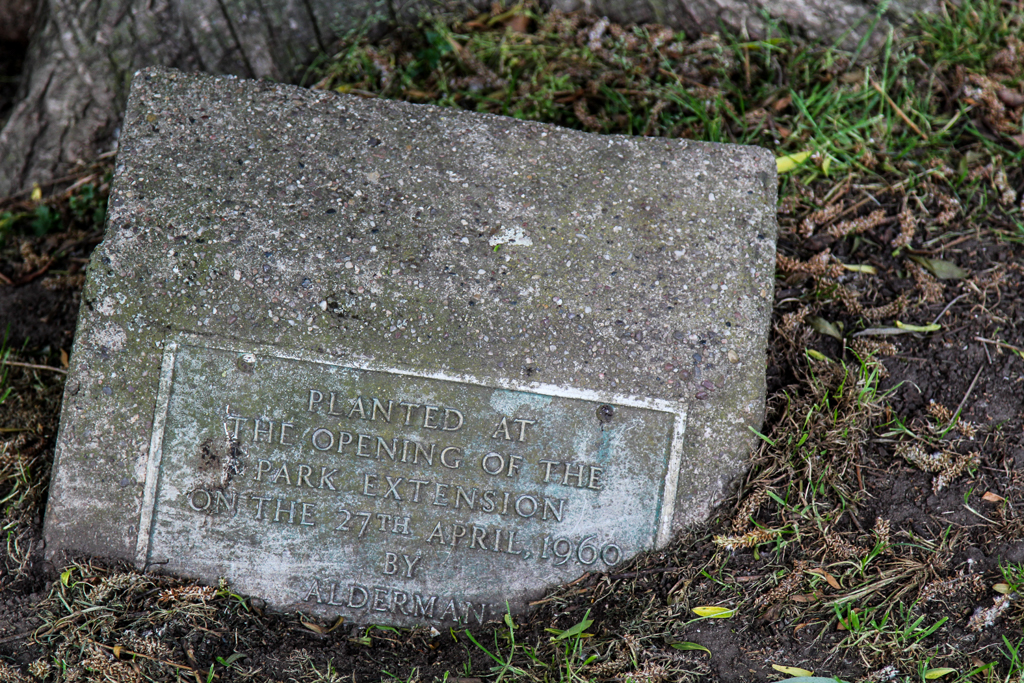 PLANTED AT
THE OPENING OF THE
PARK EXTENSION
ON THE 27TH APRIL, 1960
BY
ALDERMAN